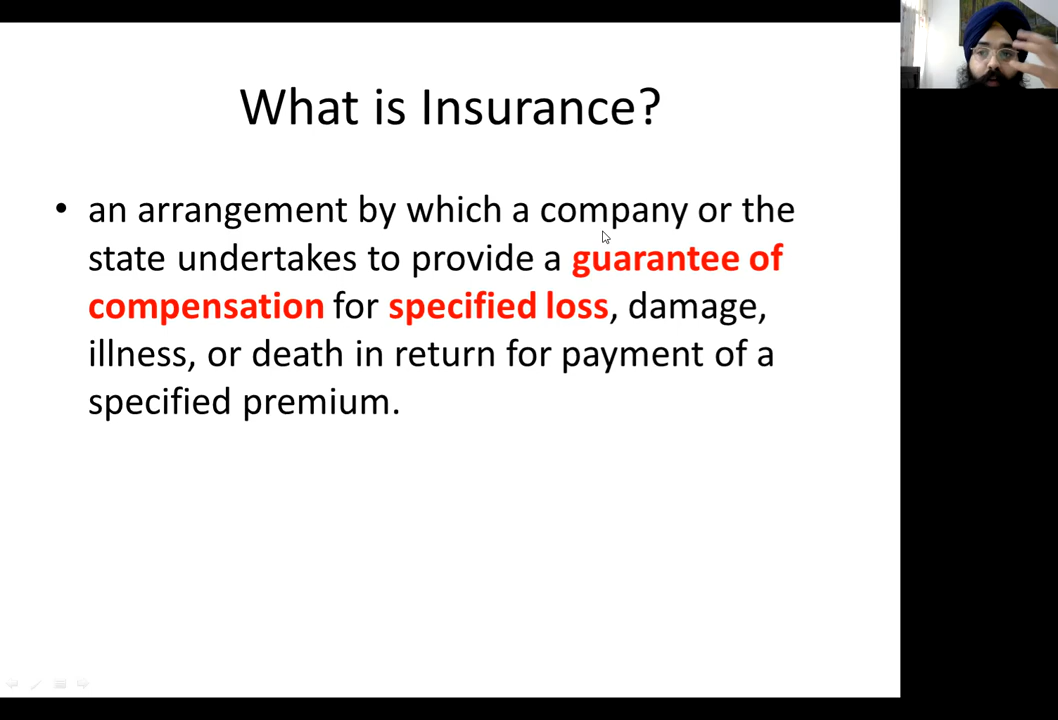 What is Insurance?
• an arrangement by which a company or the
state undertakes to provide a guarantee of
compensation for specified loss, damage,
illness, or death in return for payment of a
specified premium.